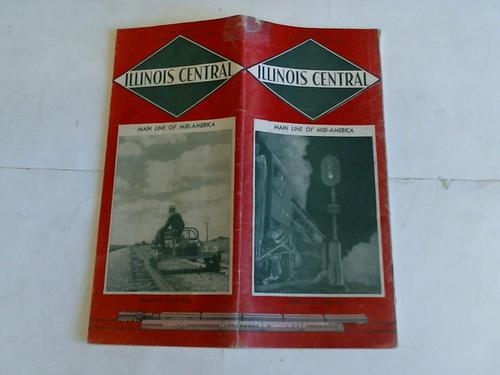 ILLINOIS CENTRAL
MAIN LINE OF MID-AMERICA
ILLINOIS CENTRAL
MAIN LINE OF MID-AMERICA